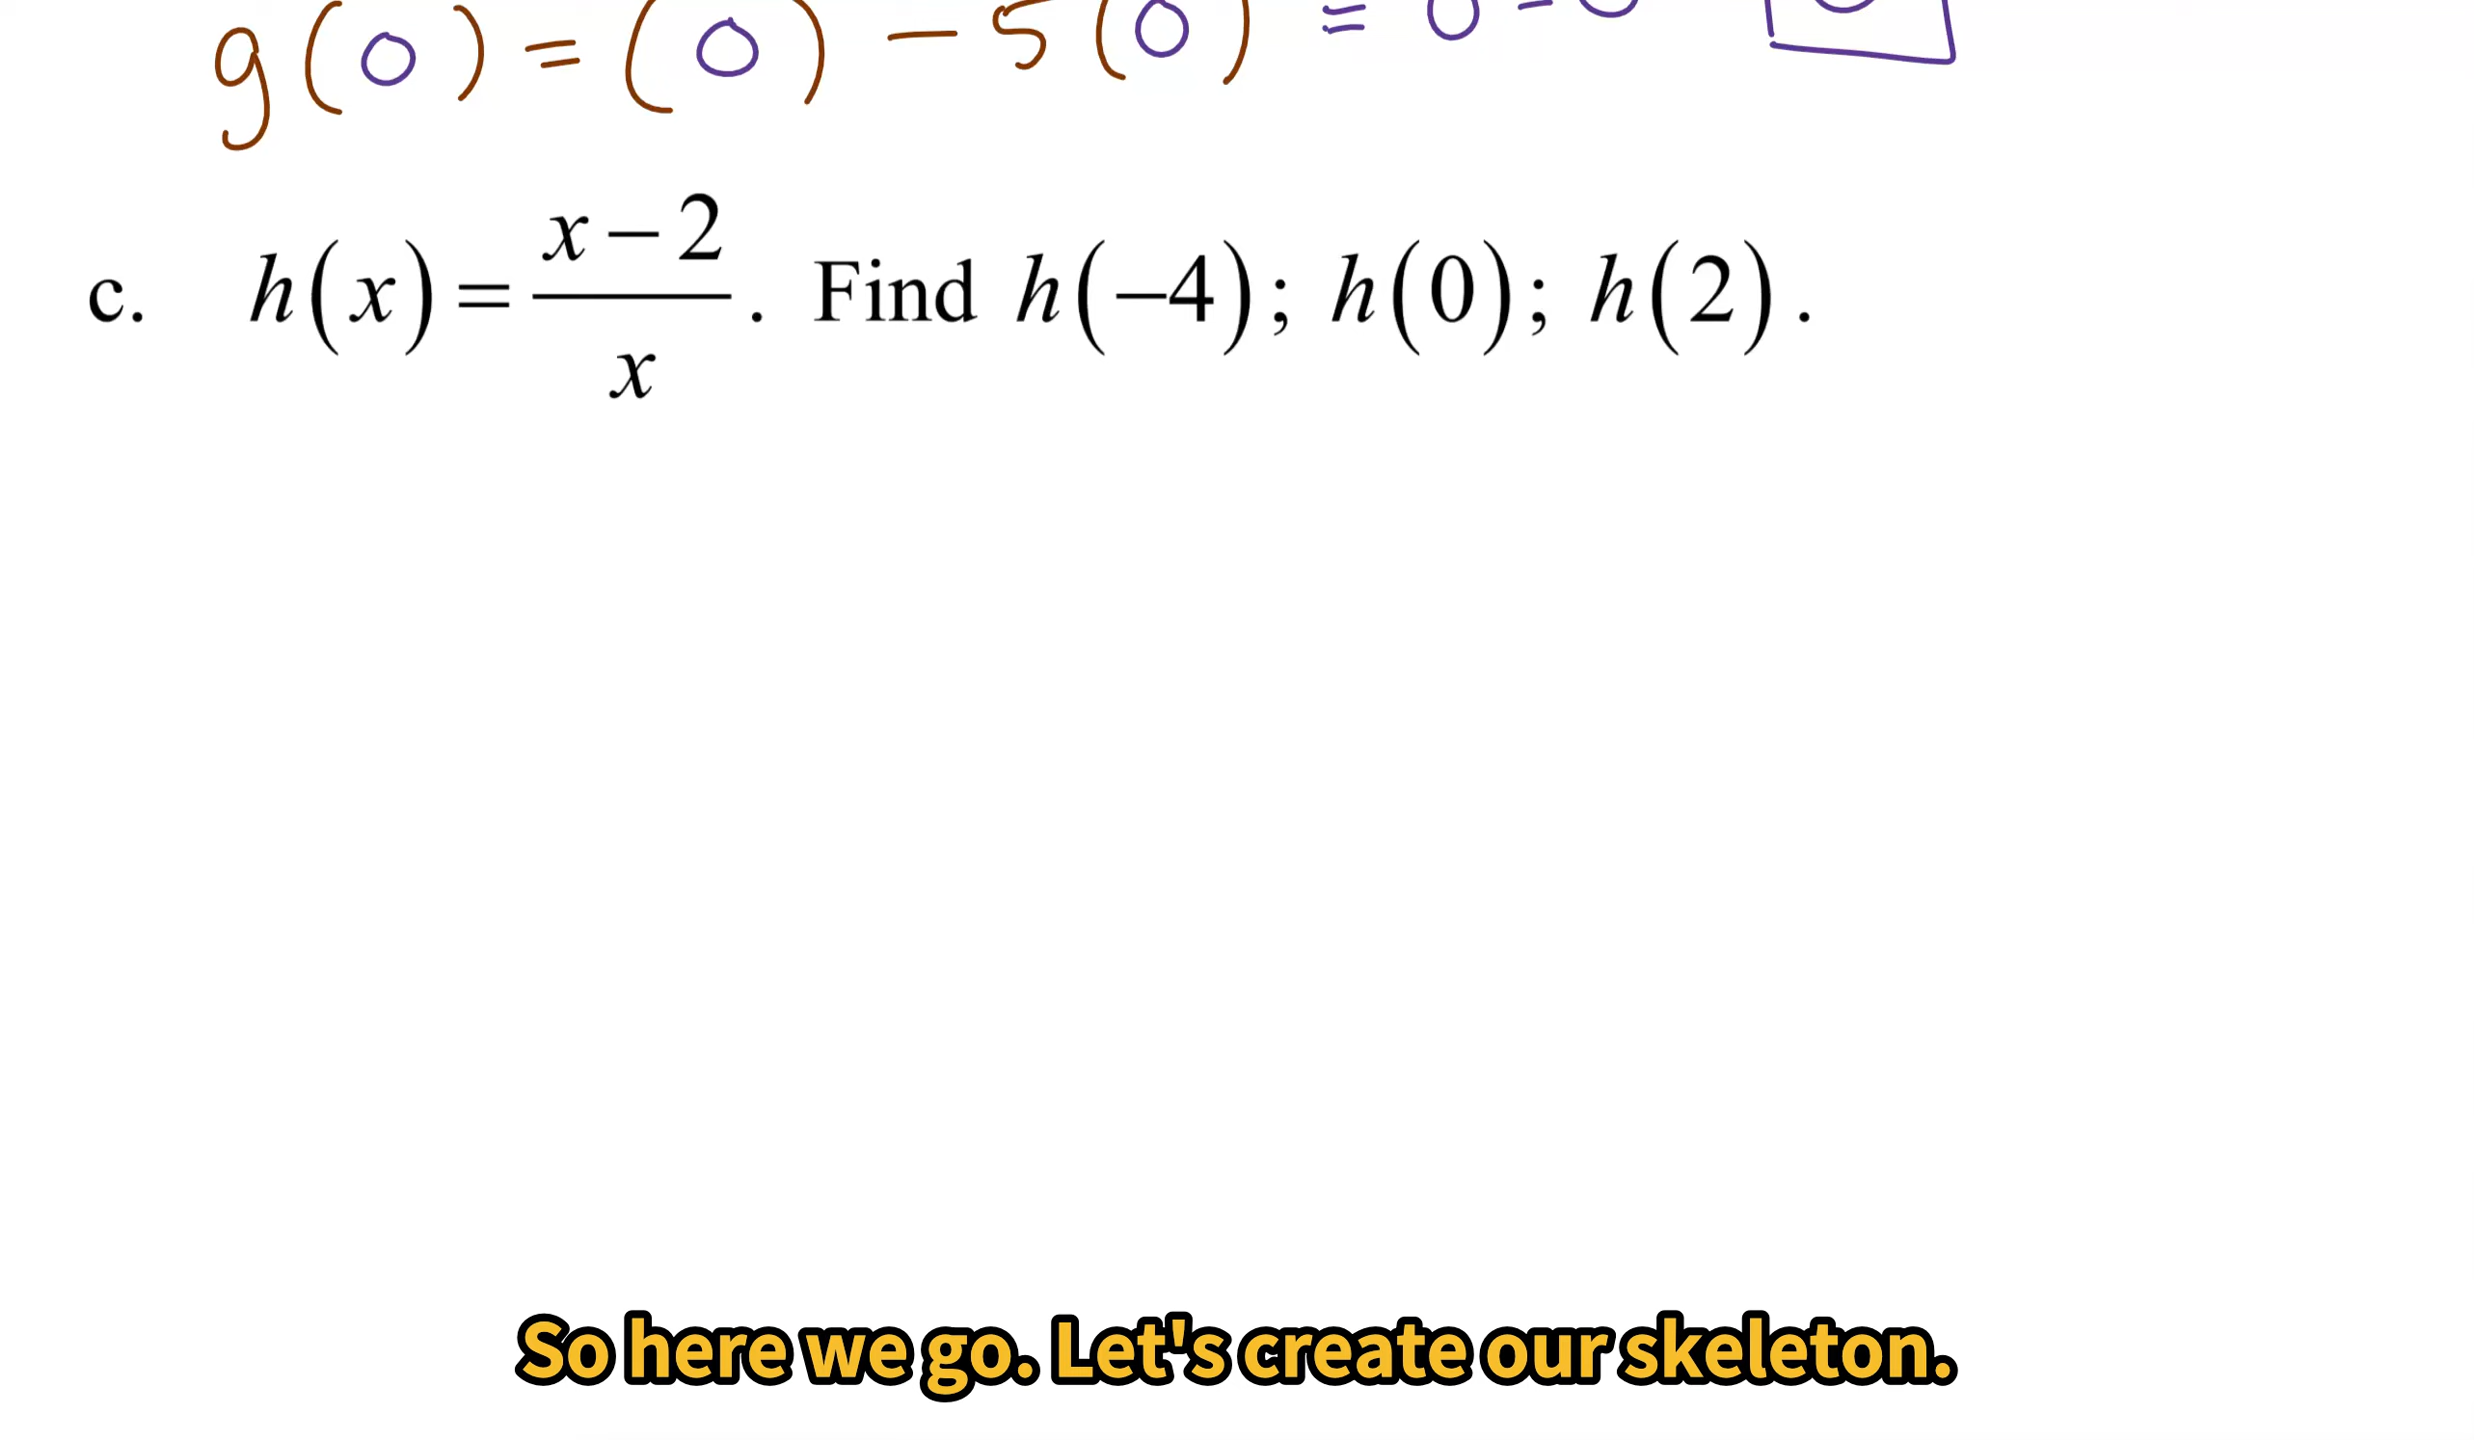 g(0) = (0) - 5(0) = 0 - 0
c. h(x) = \frac{x-2}{x}. Find h(-4); h(0); h(2).
So here we go. Let's create our skeleton.